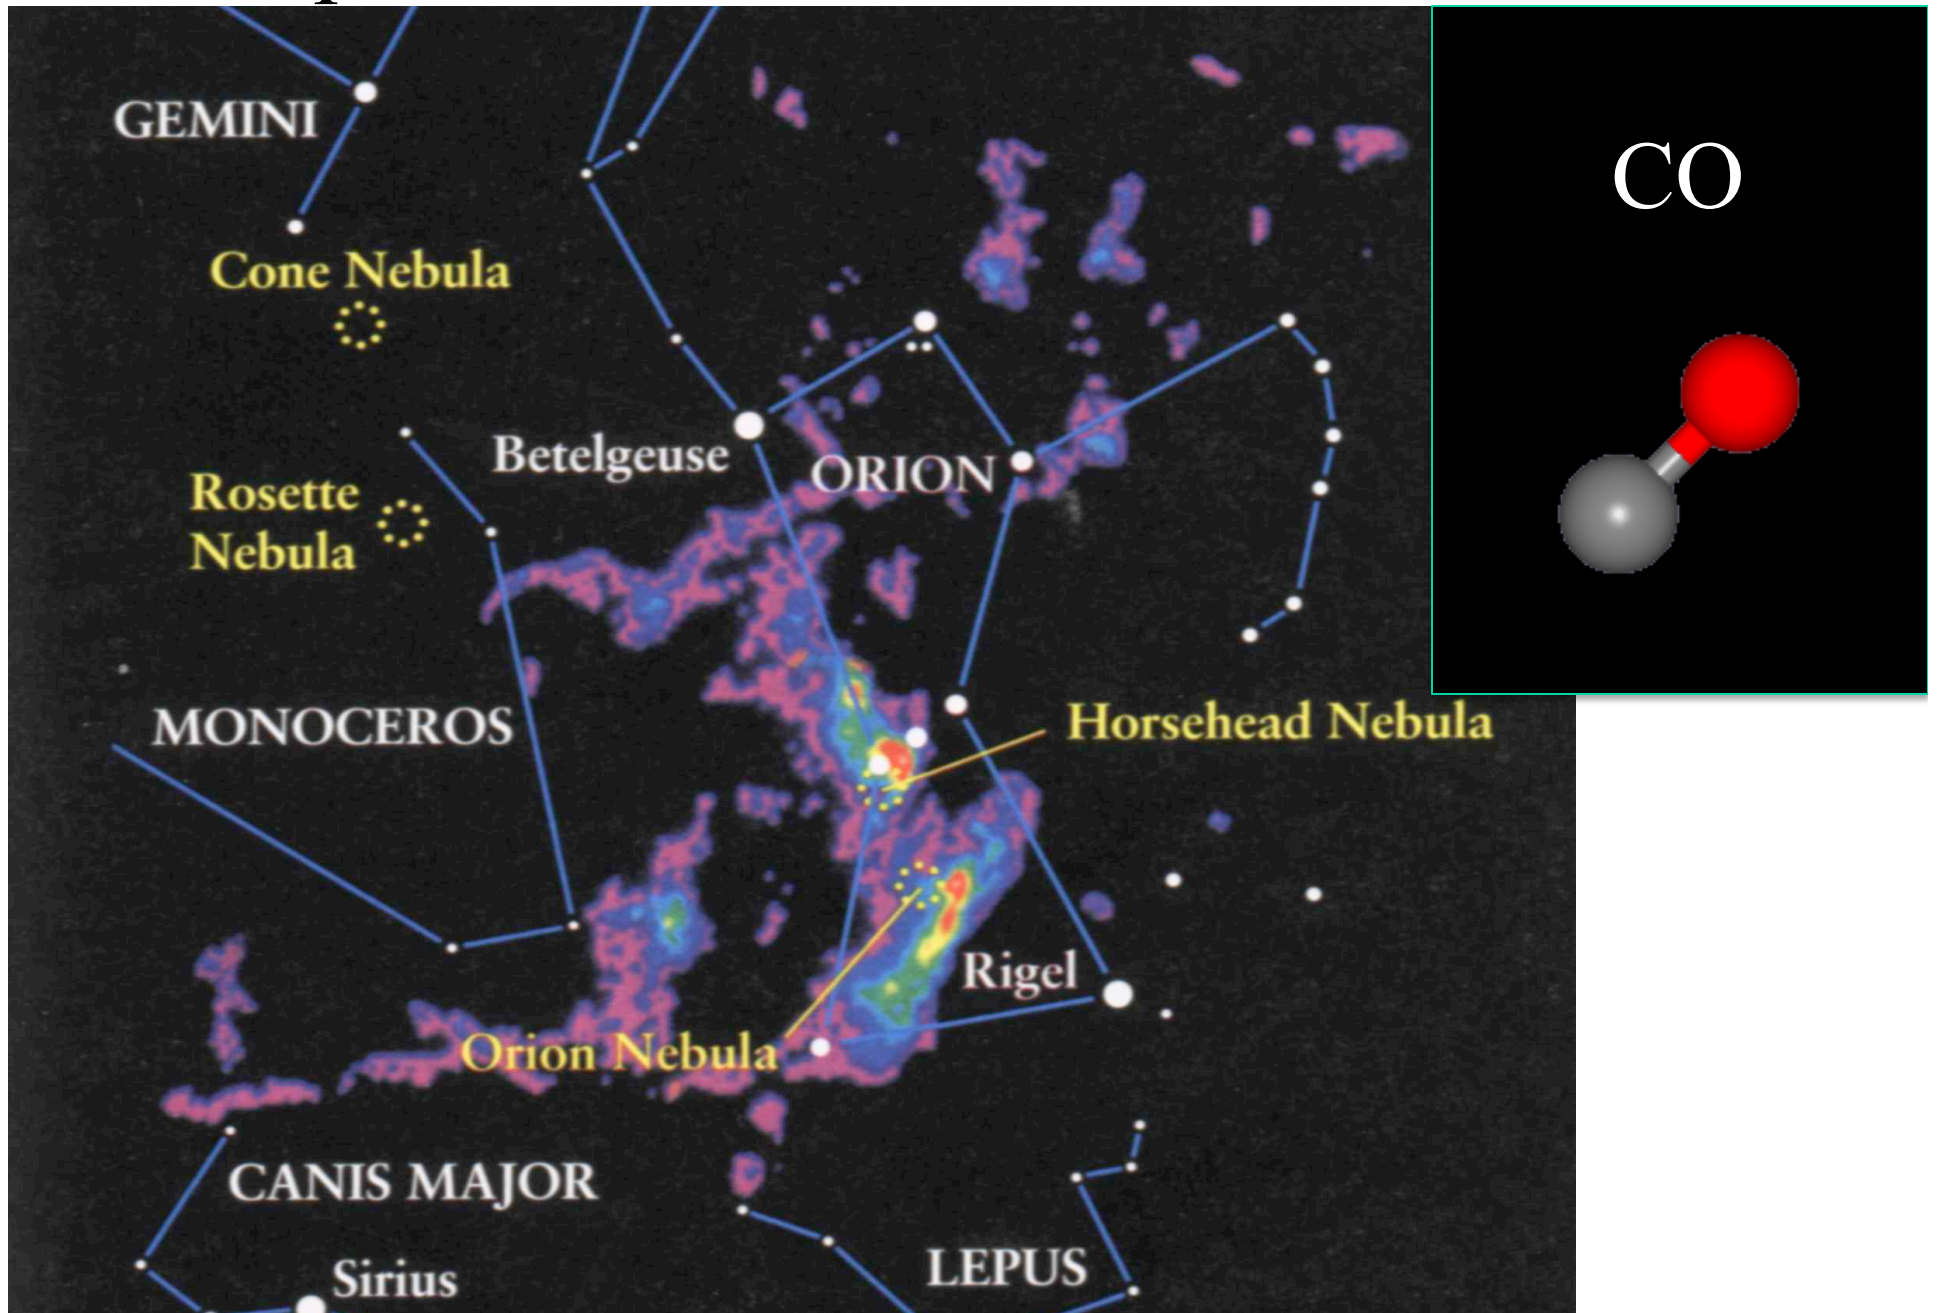 GEMINI
CO
Cone Nebula
Betelgeuse
ORION
Rosette
Nebula
MONOCEROS
Horsehead Nebula
Rigel
Orion Nebula
CANIS MAJOR
LEPUS
Sirius